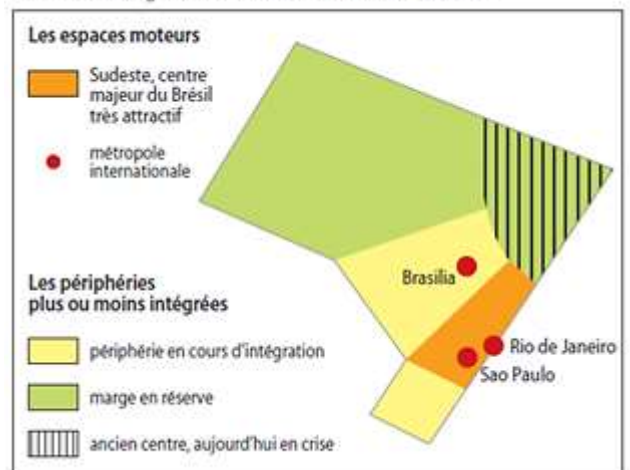 Les espaces moteurs
Sudeste, centre
majeur du Brésil
très attractif
métropole
internationale
Les périphéries
plus ou moins intégrées
périphérie en cours d'intégration
marge en réserve
ancien centre, aujourd'hui en crise
Brasilia
Rio de Janeiro
Sao Paulo